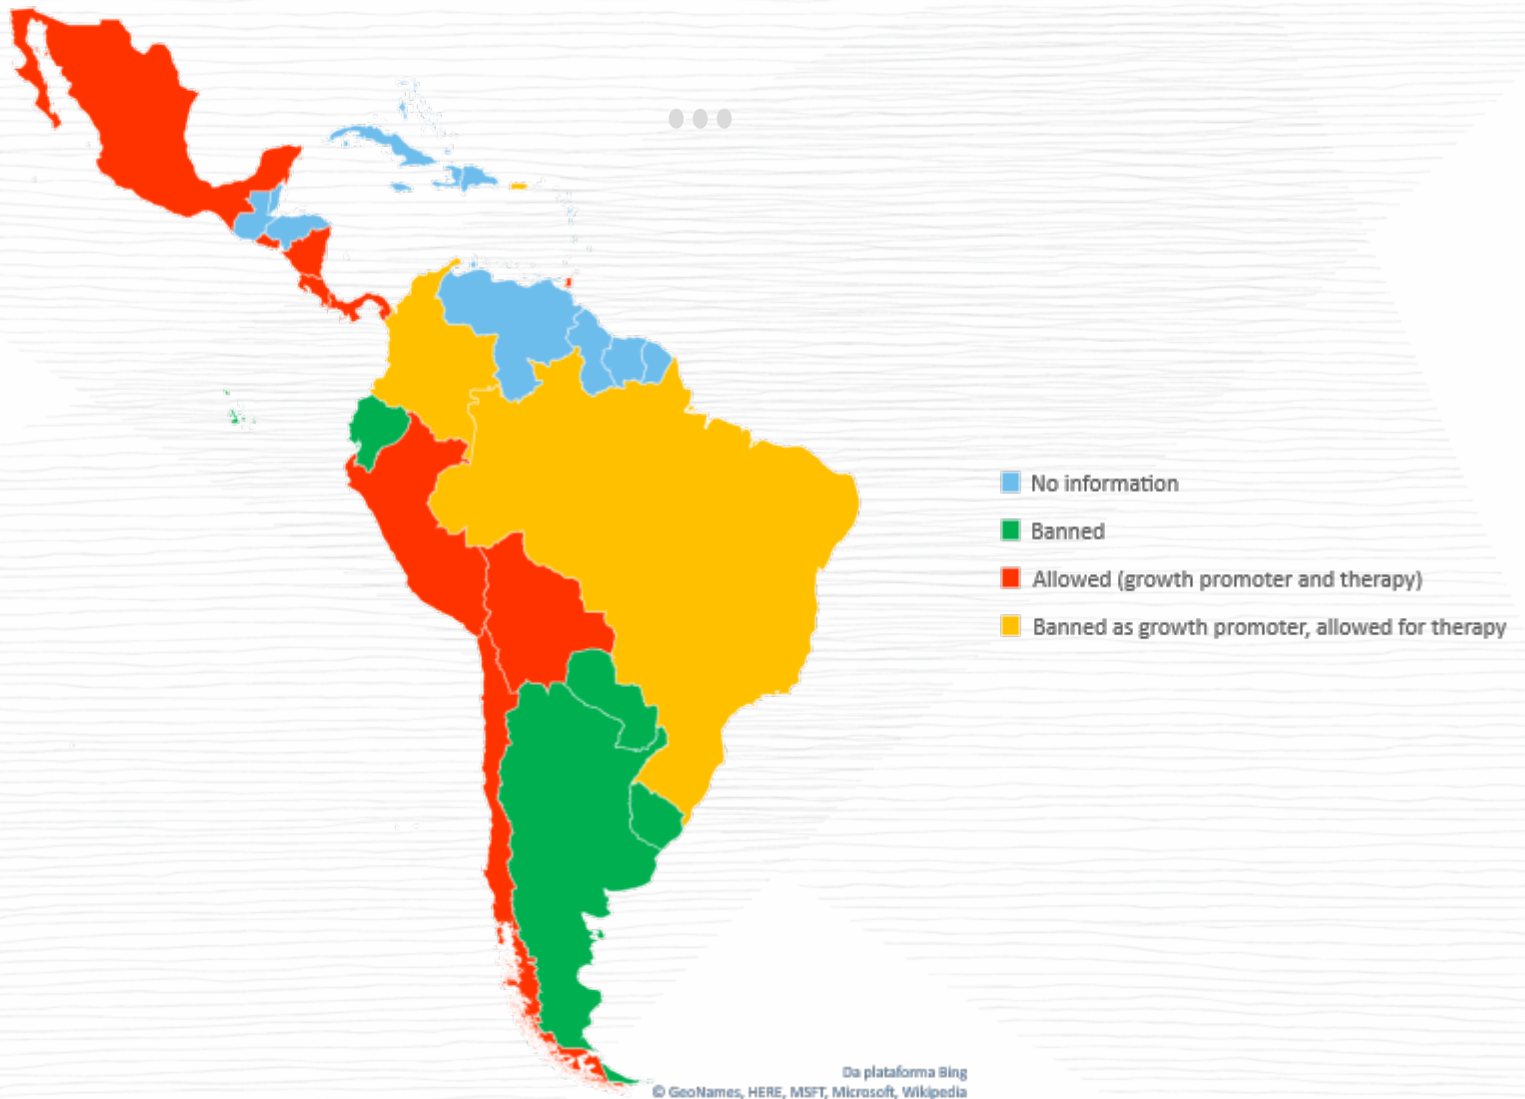 No information
Banned
Allowed (growth promoter and therapy)
Banned as growth promoter, allowed for therapy
Da plataforma Bing
© GeoNames, HERE, MSFT, Microsoft, Wikipedia